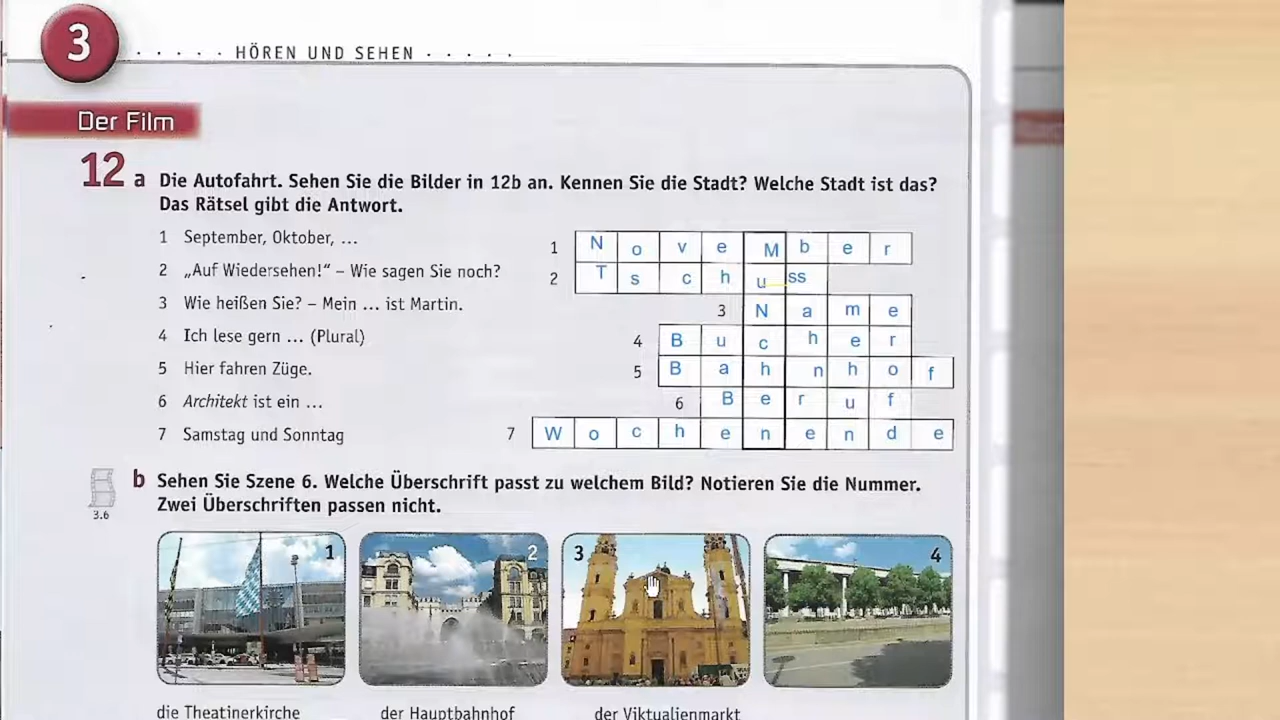 3
HÖREN UND SEHEN
Der Film
12 a Die Autofahrt. Sehen Sie die Bilder in 12b an. Kennen Sie die Stadt? Welche Stadt ist das?
Das Rätsel gibt die Antwort.
1 September, Oktober, ...
2 „Auf Wiedersehen!“ – Wie sagen Sie noch?
3 Wie heißen Sie? – Mein ... ist Martin.
4 Ich lese gern ... (Plural)
5 Hier fahren Züge.
6 Architekt ist ein ...
7 Samstag und Sonntag
1 N o v e M b e r
2 T s c h u ss
3 N a m e
4 B u c h e r
5 B a h n h o f
6 B e r u f
7 W o c h e n e n d e
3.6
b Sehen Sie Szene 6. Welche Überschrift passt zu welchem Bild? Notieren Sie die Nummer.
Zwei Überschriften passen nicht.
1 2 3 4
die Theatinerkirche der Hauptbahnhof der Viktualienmarkt